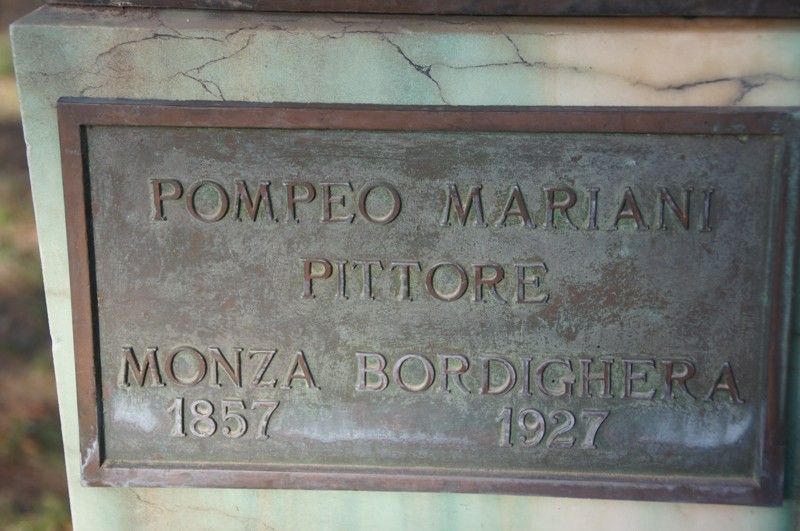 POMPEO MARIANI
PITTORE
MONZA BORDIGHERA
1857 1927